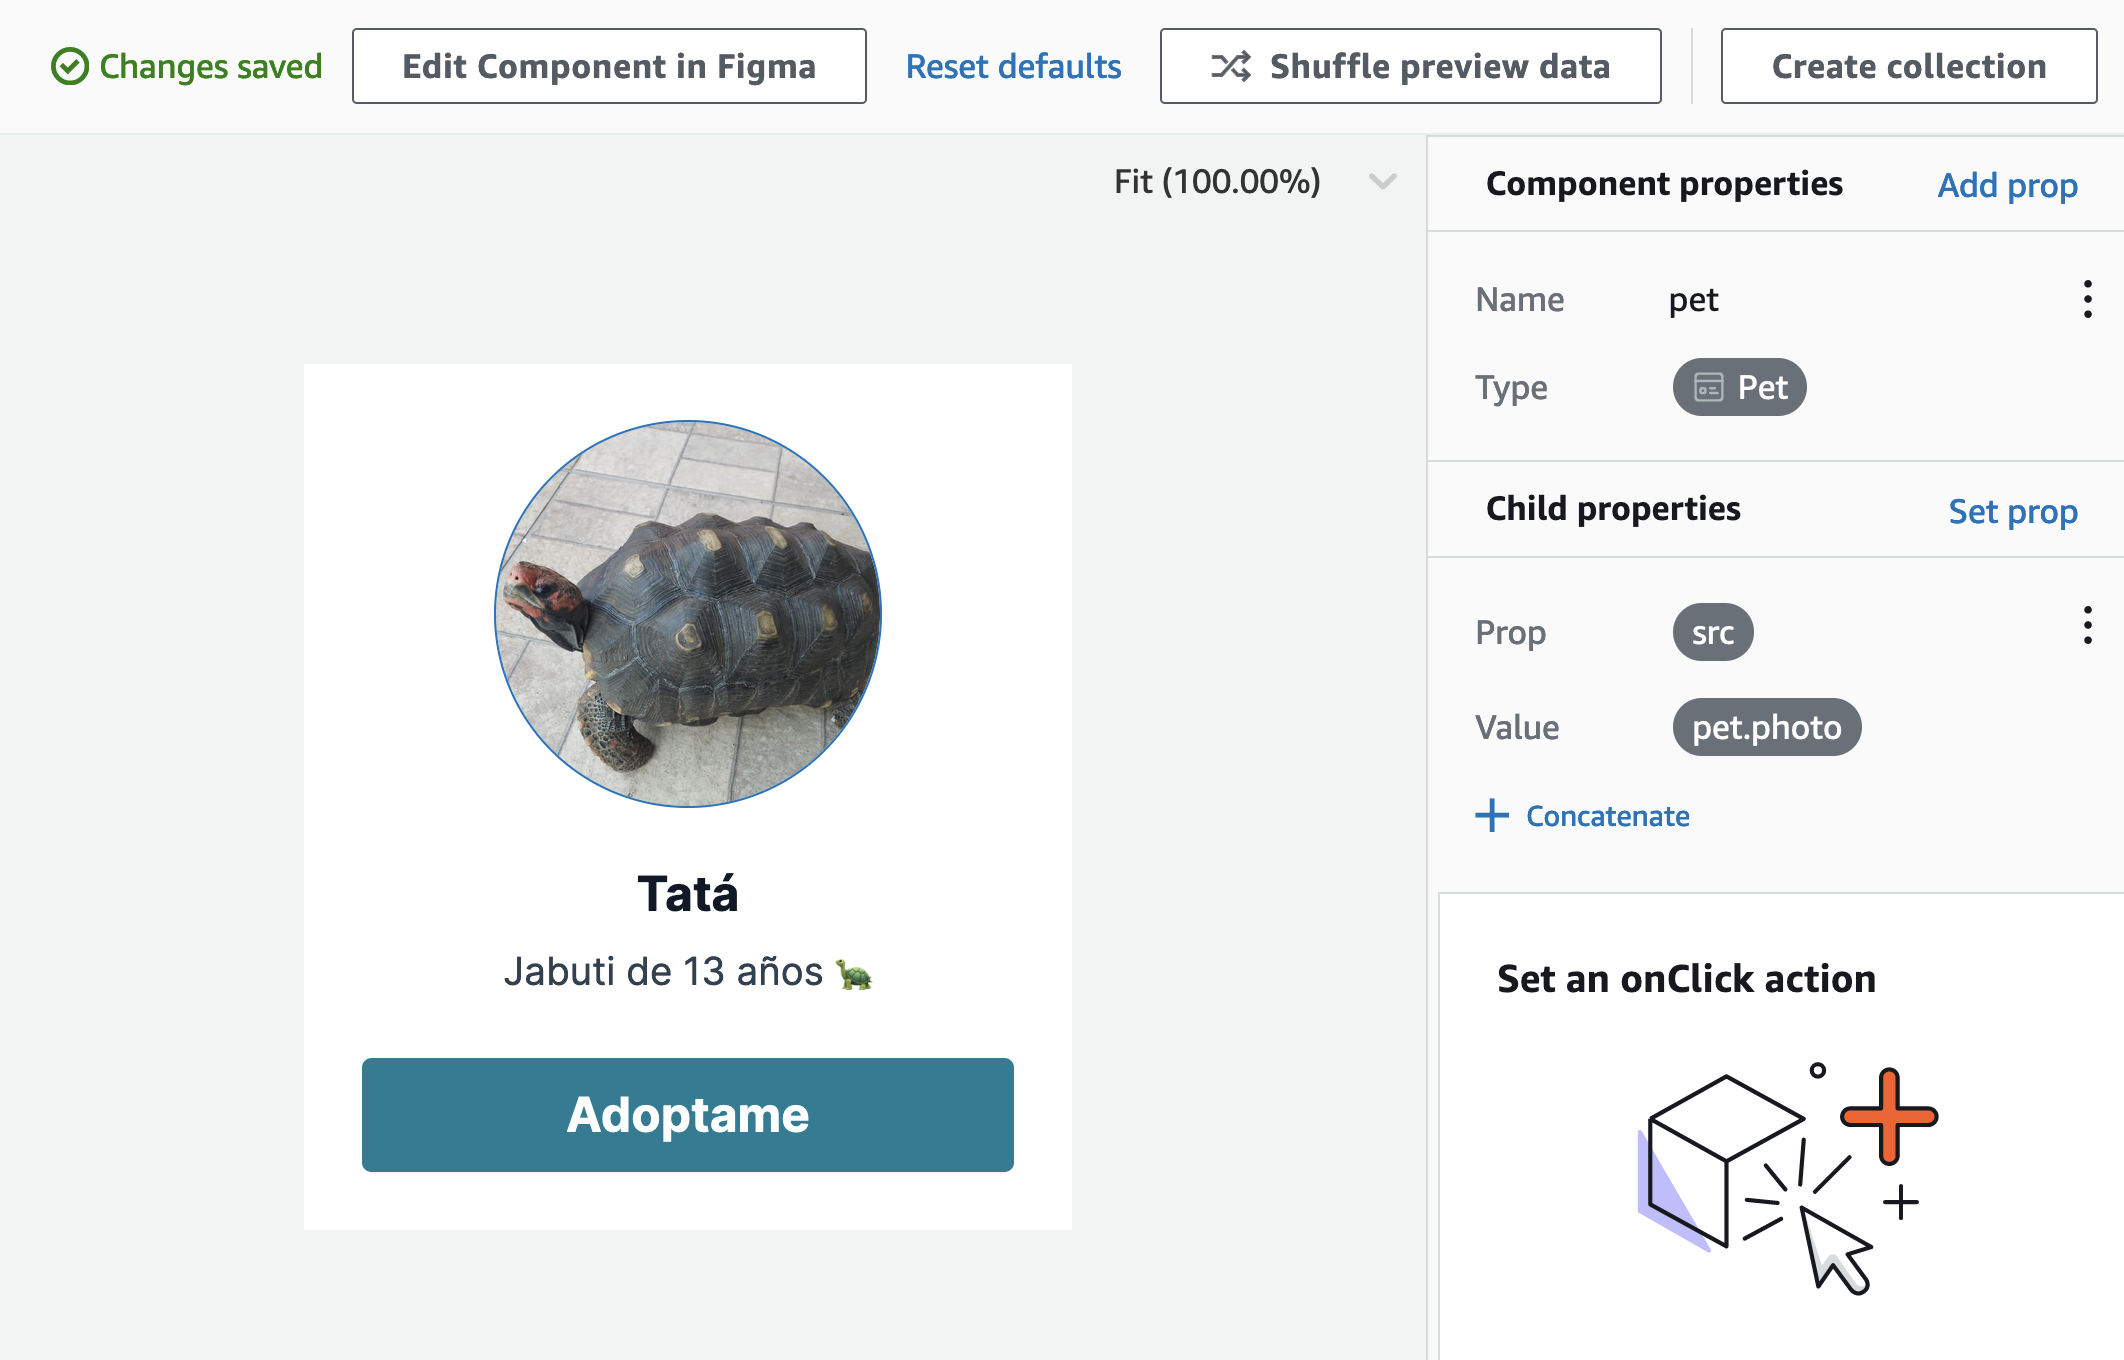 Changes saved
Edit Component in Figma
Reset defaults
Shuffle preview data
Create collection
Fit (100.00%)
Tatá
Jabuti de 13 años 🐢
Adoptame
Component properties
Add prop
Name pet
Type Pet
Child properties
Set prop
Prop src
Value pet.photo
Concatenate
Set an onClick action